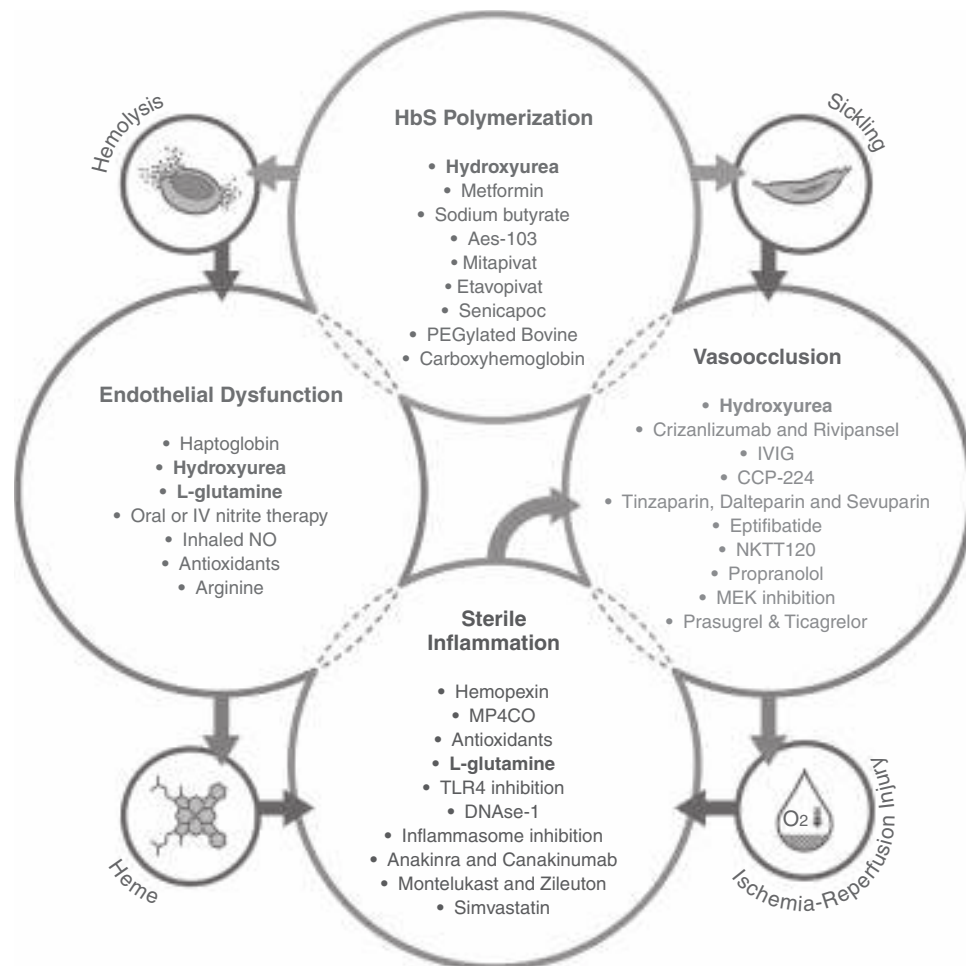 Hemolysis
Sickling
HbS Polymerization
• Hydroxyurea
• Metformin
• Sodium butyrate
• Aes-103
• Mitapivat
• Etavopivat
• Senicapoc
• PEGylated Bovine
• Carboxyhemoglobin
Endothelial Dysfunction
• Haptoglobin
• Hydroxyurea
• L-glutamine
• Oral or IV nitrite therapy
• Inhaled NO
• Antioxidants
• Arginine
Vasoocclusion
• Hydroxyurea
• Crizanlizumab and Rivipansel
• IVIG
• CCP-224
• Tinzaparin, Dalteparin and Sevuparin
• Eptifibatide
• NKTT120
• Propranolol
• MEK inhibition
• Prasugrel & Ticagrelor
Sterile
Inflammation
• Hemopexin
• MP4CO
• Antioxidants
• L-glutamine
• TLR4 inhibition
• DNAse-1
• Inflammasome inhibition
• Anakinra and Canakinumab
• Montelukast and Zileuton
• Simvastatin
Heme
O2
Ischemia-Reperfusion Injury